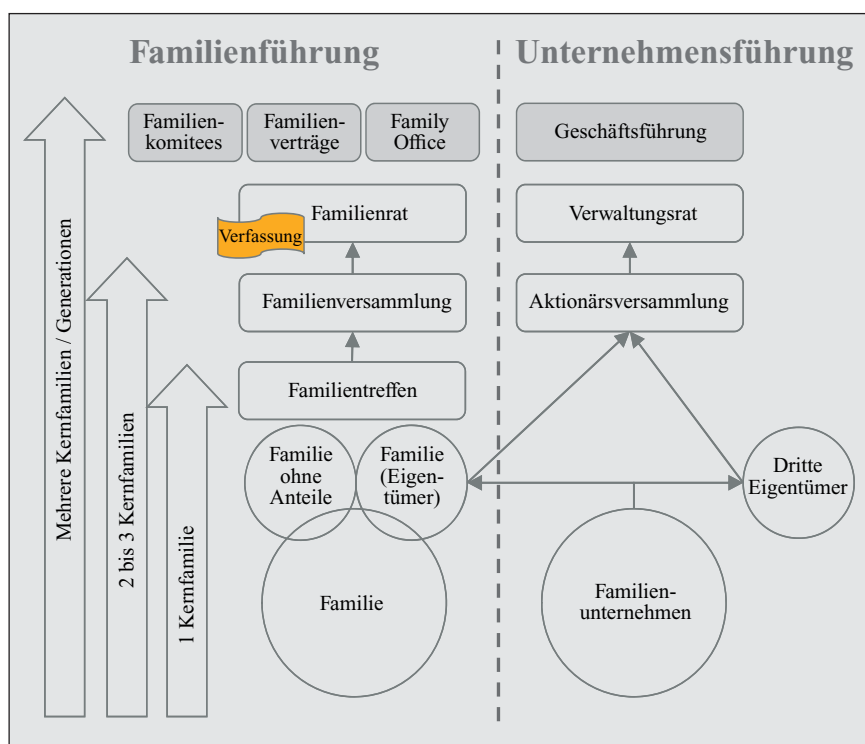 Familienführung
Unternehmensführung
Familien-
komitees
Familien-
verträge
Family
Office
Geschäftsführung
Familienrat
Verfassung
Verwaltungsrat
Familienversammlung
Aktionärsversammlung
Familientreffen
Familie
ohne
Anteile
Familie
(Eigen-
tümer)
Dritte
Eigentümer
Familie
Familien-
unternehmen
Mehrere Kernfamilien / Generationen
2 bis 3 Kernfamilien
1 Kernfamilie